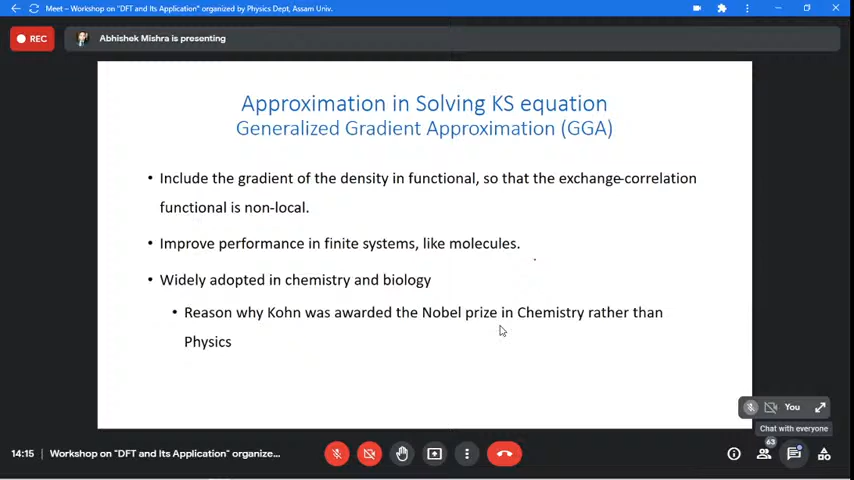 Meet – Workshop on "DFT and Its Application" organized by Physics Dept, Assam Univ.
REC
Abhishek Mishra is presenting
Approximation in Solving KS equation
Generalized Gradient Approximation (GGA)
• Include the gradient of the density in functional, so that the exchange-correlation
functional is non-local.
• Improve performance in finite systems, like molecules.
• Widely adopted in chemistry and biology
• Reason why Kohn was awarded the Nobel prize in Chemistry rather than
Physics
You
Chat with everyone
63
14:15 | Workshop on "DFT and Its Application" organize...